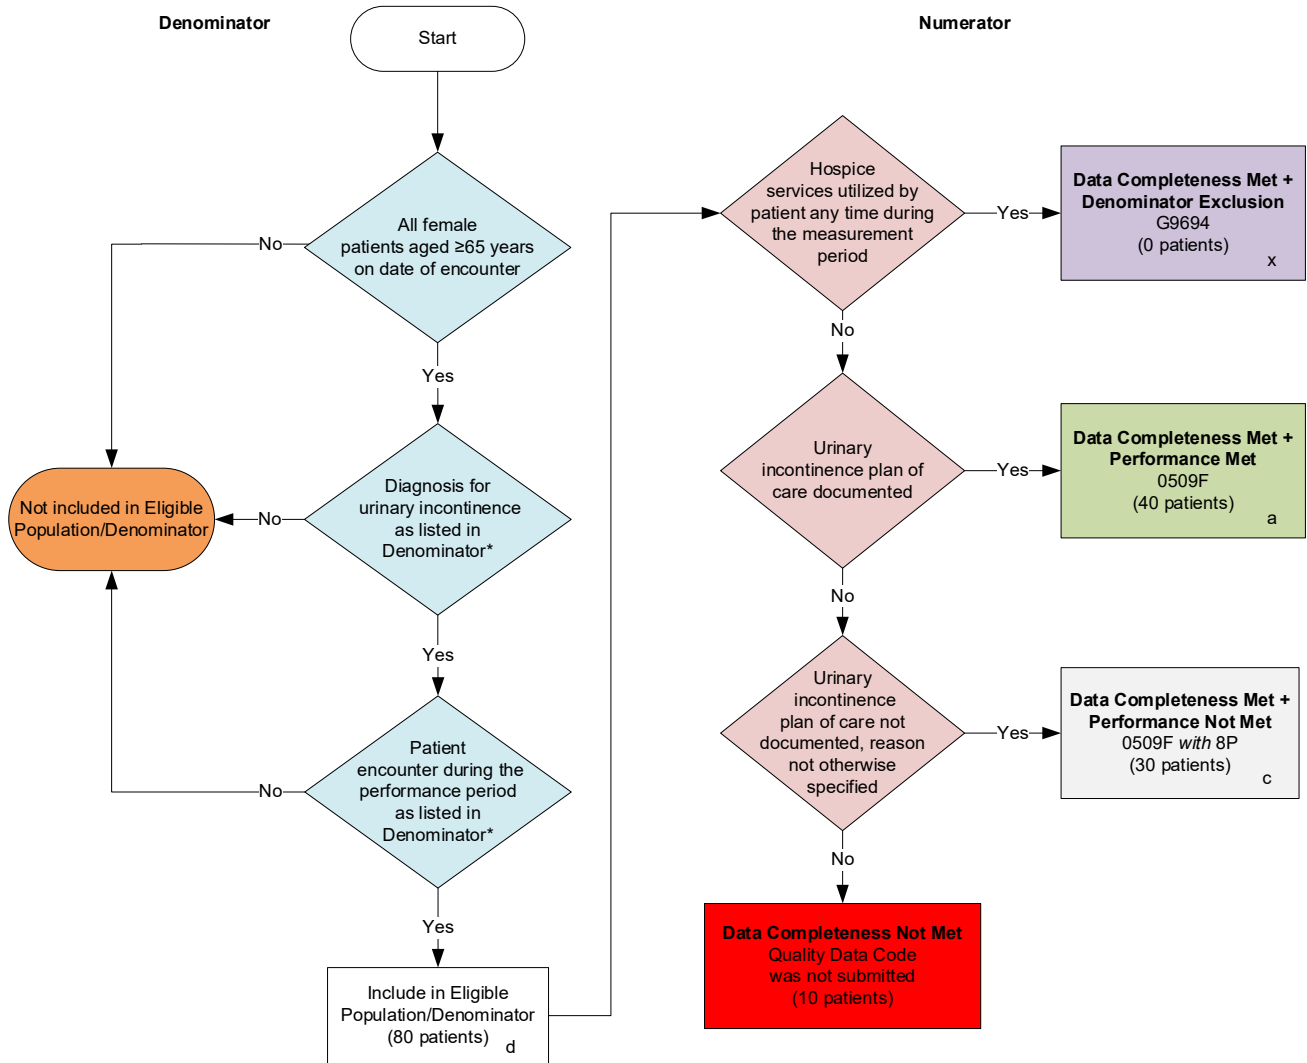 Denominator
Numerator
Start
All female
patients aged ≥65 years
on date of encounter
No
Yes
Diagnosis for
urinary incontinence
as listed in
Denominator*
No
Not included in Eligible
Population/Denominator
Yes
Patient
encounter during the
performance period
as listed in
Denominator*
No
Yes
Include in Eligible
Population/Denominator
(80 patients)
d
Hospice
services utilized by
patient any time during
the measurement
period
Yes
Data Completeness Met +
Denominator Exclusion
G9694
(0 patients)
x
No
Urinary
incontinence plan of
care documented
Yes
Data Completeness Met +
Performance Met
0509F
(40 patients)
a
No
Urinary
incontinence
plan of care not
documented, reason
not otherwise
specified
Yes
Data Completeness Met +
Performance Not Met
0509F with 8P
(30 patients)
c
No
Data Completeness Not Met
Quality Data Code
was not submitted
(10 patients)